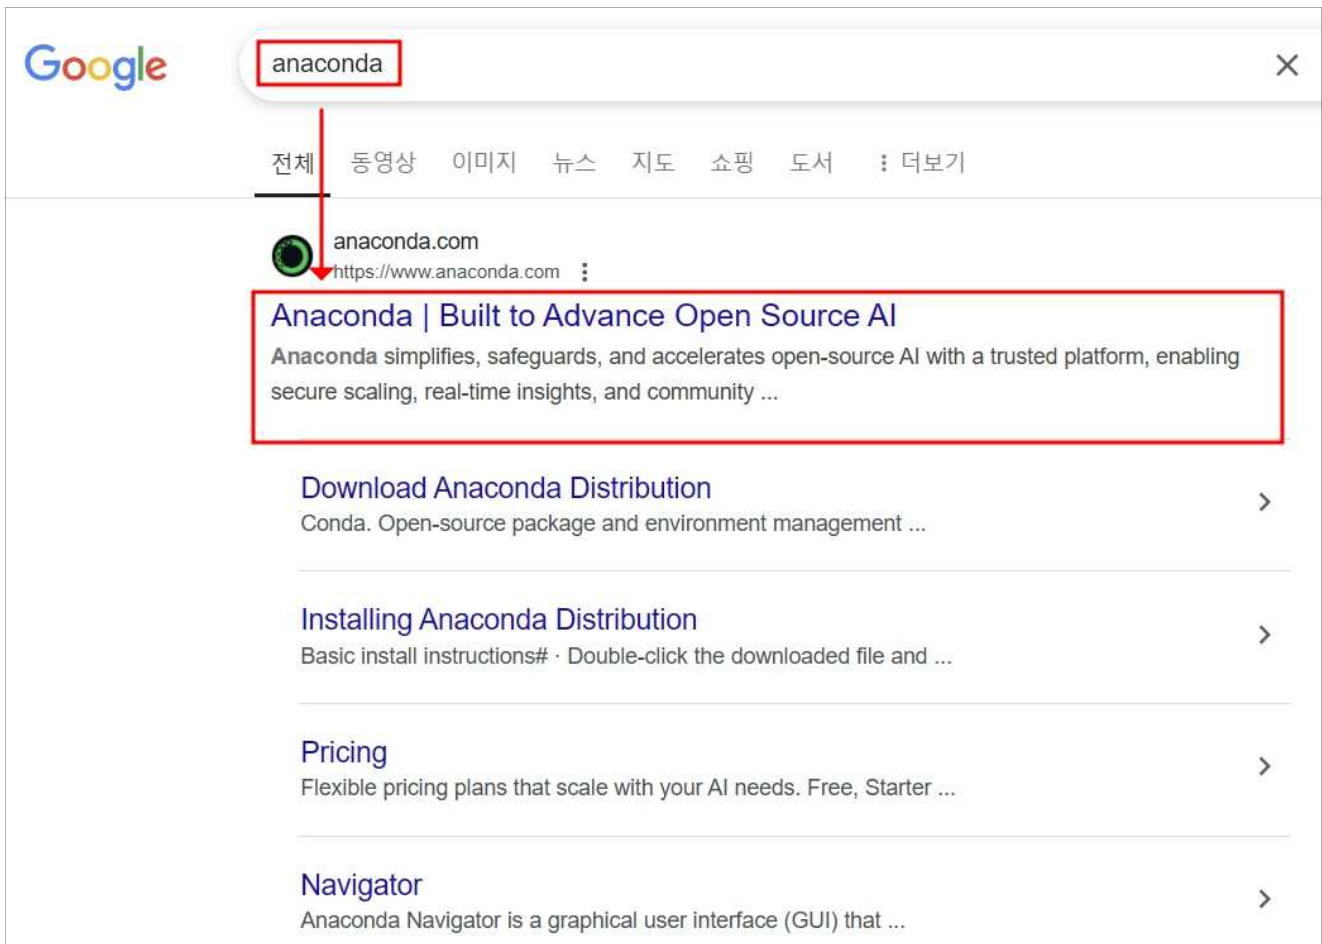 Google
anaconda
전체 동영상 이미지 뉴스 지도 쇼핑 도서 더보기
anaconda.com
https://www.anaconda.com
Anaconda | Built to Advance Open Source AI
Anaconda simplifies, safeguards, and accelerates open-source AI with a trusted platform, enabling
secure scaling, real-time insights, and community ...
Download Anaconda Distribution
Conda. Open-source package and environment management ...
Installing Anaconda Distribution
Basic install instructions# · Double-click the downloaded file and ...
Pricing
Flexible pricing plans that scale with your AI needs. Free, Starter ...
Navigator
Anaconda Navigator is a graphical user interface (GUI) that ...